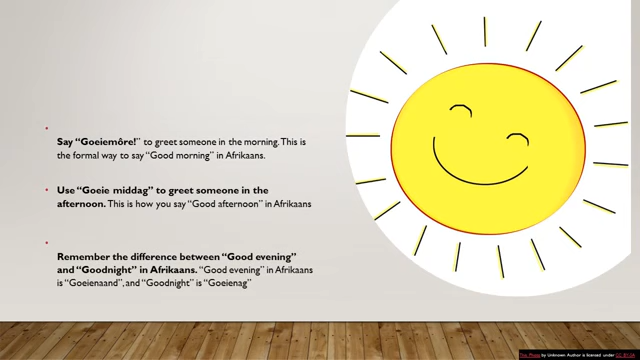 Say “Goeiemôre!” to greet someone in the morning. This is
the formal way to say “Good morning” in Afrikaans.
Use “Goeie middag” to greet someone in the
afternoon. This is how you say “Good afternoon” in Afrikaans
Remember the difference between “Good evening”
and “Goodnight” in Afrikaans. “Good evening” in Afrikaans
is “Goeienaand”, and “Goodnight” is “Goeienag”
This Photo by Unknown Author is licensed under